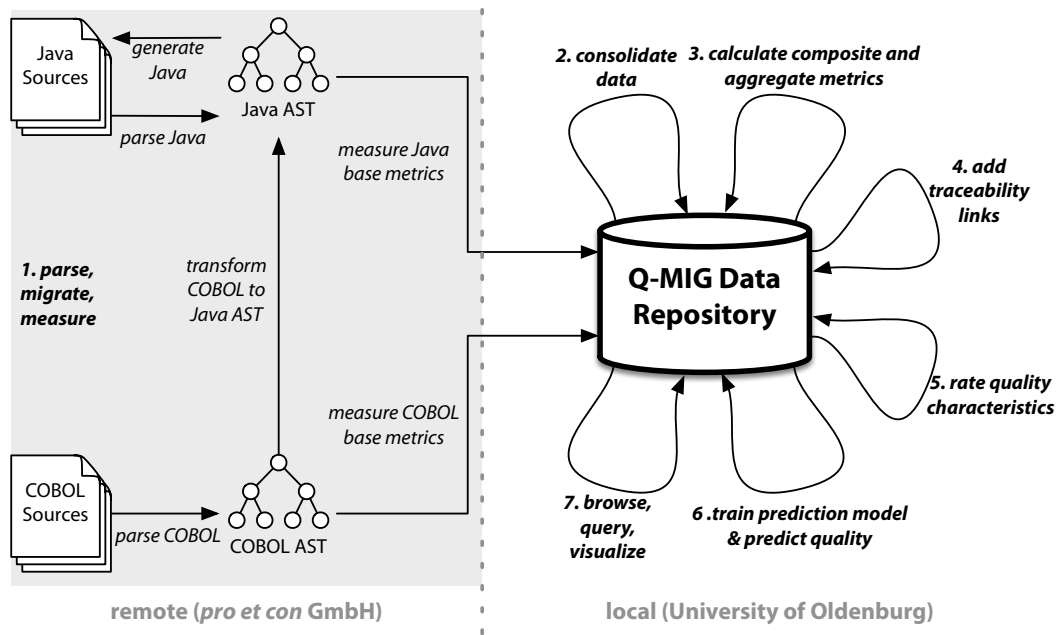 Java
Sources
generate
Java
parse Java
Java AST
measure Java
base metrics
1. parse,
migrate,
measure
transform
COBOL to
Java AST
measure COBOL
base metrics
COBOL
Sources
parse COBOL
COBOL AST
remote (pro et con GmbH)
2. consolidate
data
3. calculate composite and
aggregate metrics
4. add
traceability
links
Q-MIG Data
Repository
5. rate quality
characteristics
6 .train prediction model
& predict quality
7. browse,
query,
visualize
local (University of Oldenburg)